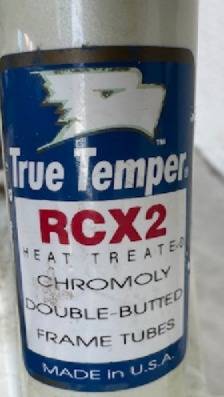 True Temper
RCX2
HEAT TREATED
CHROMOLY
DOUBLE-BUTTED
FRAME TUBES
MADE in U.S.A.